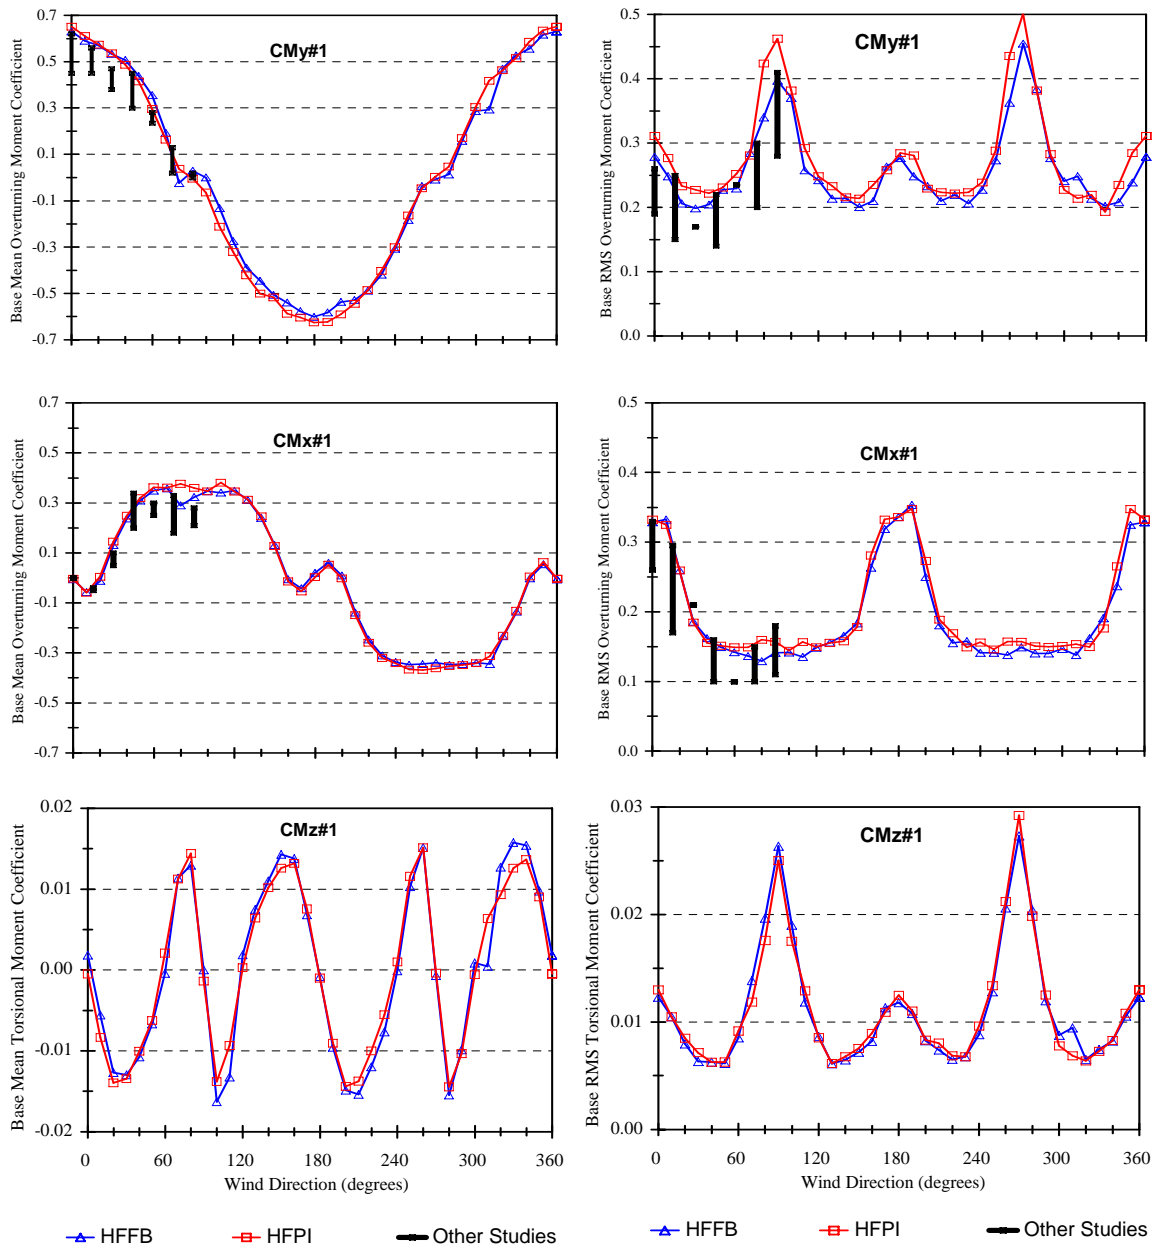 0.7
0.5
0.3
0.1
-0.1
-0.3
-0.5
-0.7
Base Mean Overturning Moment Coefficient
CMy#1
0.5
0.4
0.3
0.2
0.1
0.0
Base RMS Overturning Moment Coefficient
CMy#1
0.7
0.5
0.3
0.1
-0.1
-0.3
-0.5
-0.7
Base Mean Overturning Moment Coefficient
CMx#1
0.5
0.4
0.3
0.2
0.1
0.0
Base RMS Overturning Moment Coefficient
CMx#1
0.02
0.01
0.00
-0.01
-0.02
Base Mean Torsional Moment Coefficient
CMz#1
0 60 120 180 240 300 360
Wind Direction (degrees)
0.03
0.02
0.01
0.00
Base RMS Torsional Moment Coefficient
CMz#1
0 60 120 180 240 300 360
Wind Direction (degrees)
HFFB HFPI Other Studies
HFFB HFPI Other Studies